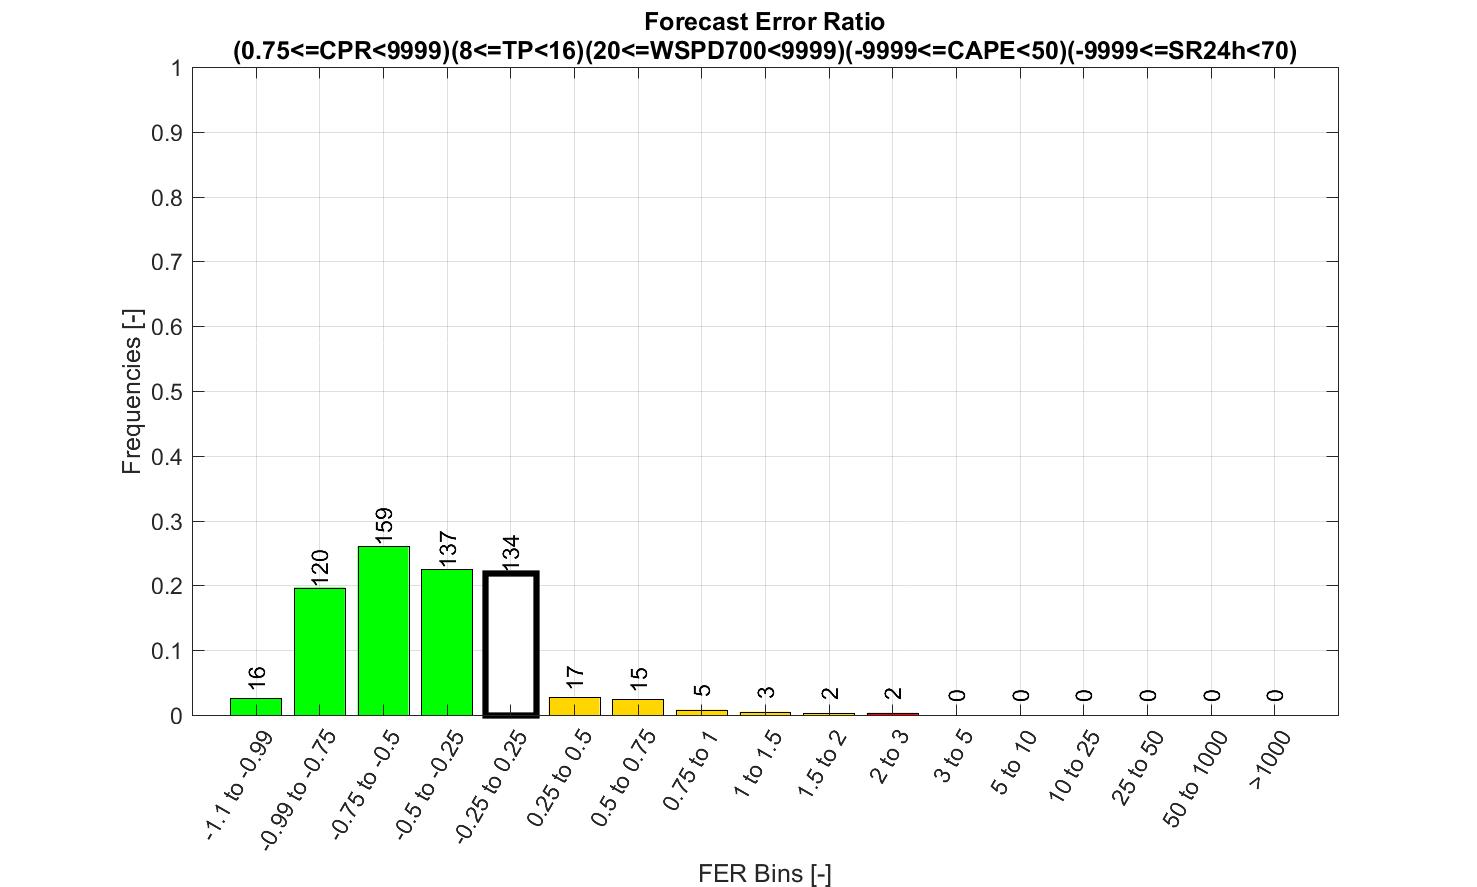 Forecast Error Ratio
(0.75<=CPR<9999)(8<=TP<16)(20<=WSPD700<9999)(-9999<=CAPE<50)(-9999<=SR24h<70)
Frequencies [-]
1
0.9
0.8
0.7
0.6
0.5
0.4
0.3
0.2
0.1
0
16
120
159
137
134
17
15
5
3
2
2
0
0
0
0
0
0
-1.1 to -0.99
-0.99 to -0.75
-0.75 to -0.5
-0.5 to -0.25
-0.25 to 0.25
0.25 to 0.5
0.5 to 0.75
0.75 to 1
1 to 1.5
1.5 to 2
2 to 3
3 to 5
5 to 10
10 to 25
25 to 50
50 to 1000
>1000
FER Bins [-]